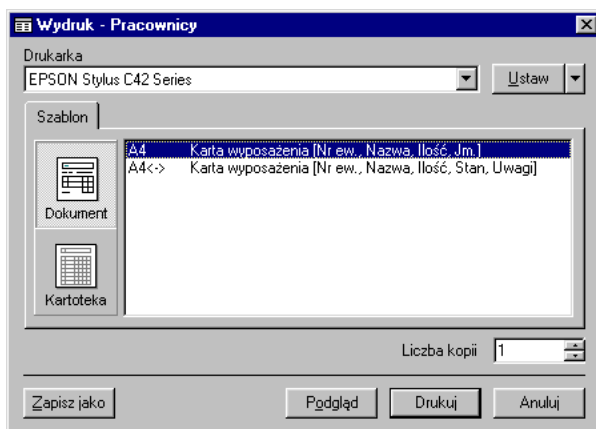 Wydruk - Pracownicy
Drukarka
EPSON Stylus C42 Series
Ustaw
Szablon
A4 Karta wyposażenia [Nr ew., Nazwa, Ilość, Jm.]
A4<-> Karta wyposażenia [Nr ew., Nazwa, Ilość, Stan, Uwagi]
Dokument
Kartoteka
Liczba kopii 1
Zapisz jako Podgląd Drukuj Anuluj